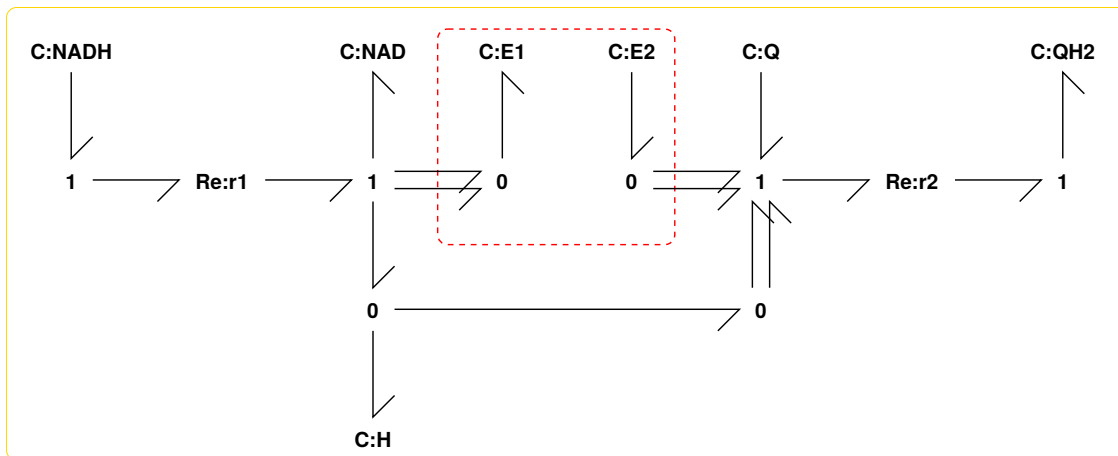 C:NADH C:NAD C:E1 C:E2 C:Q C:QH2
1 Re:r1 1 0 0 1 Re:r2 1
0 0
C:H